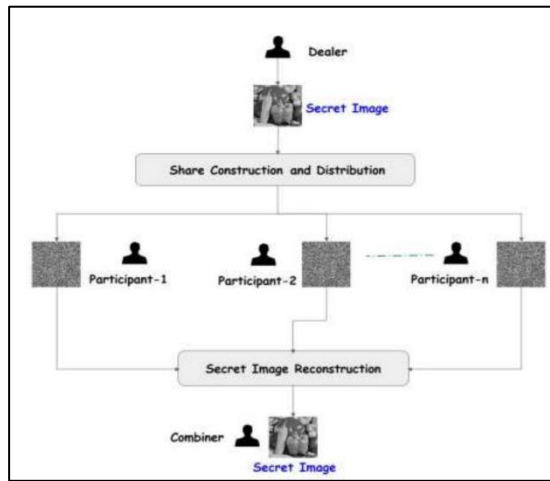 Dealer
Secret Image
Share Construction and Distribution
Participant-1
Participant-2
Participant-n
Secret Image Reconstruction
Combiner
Secret Image